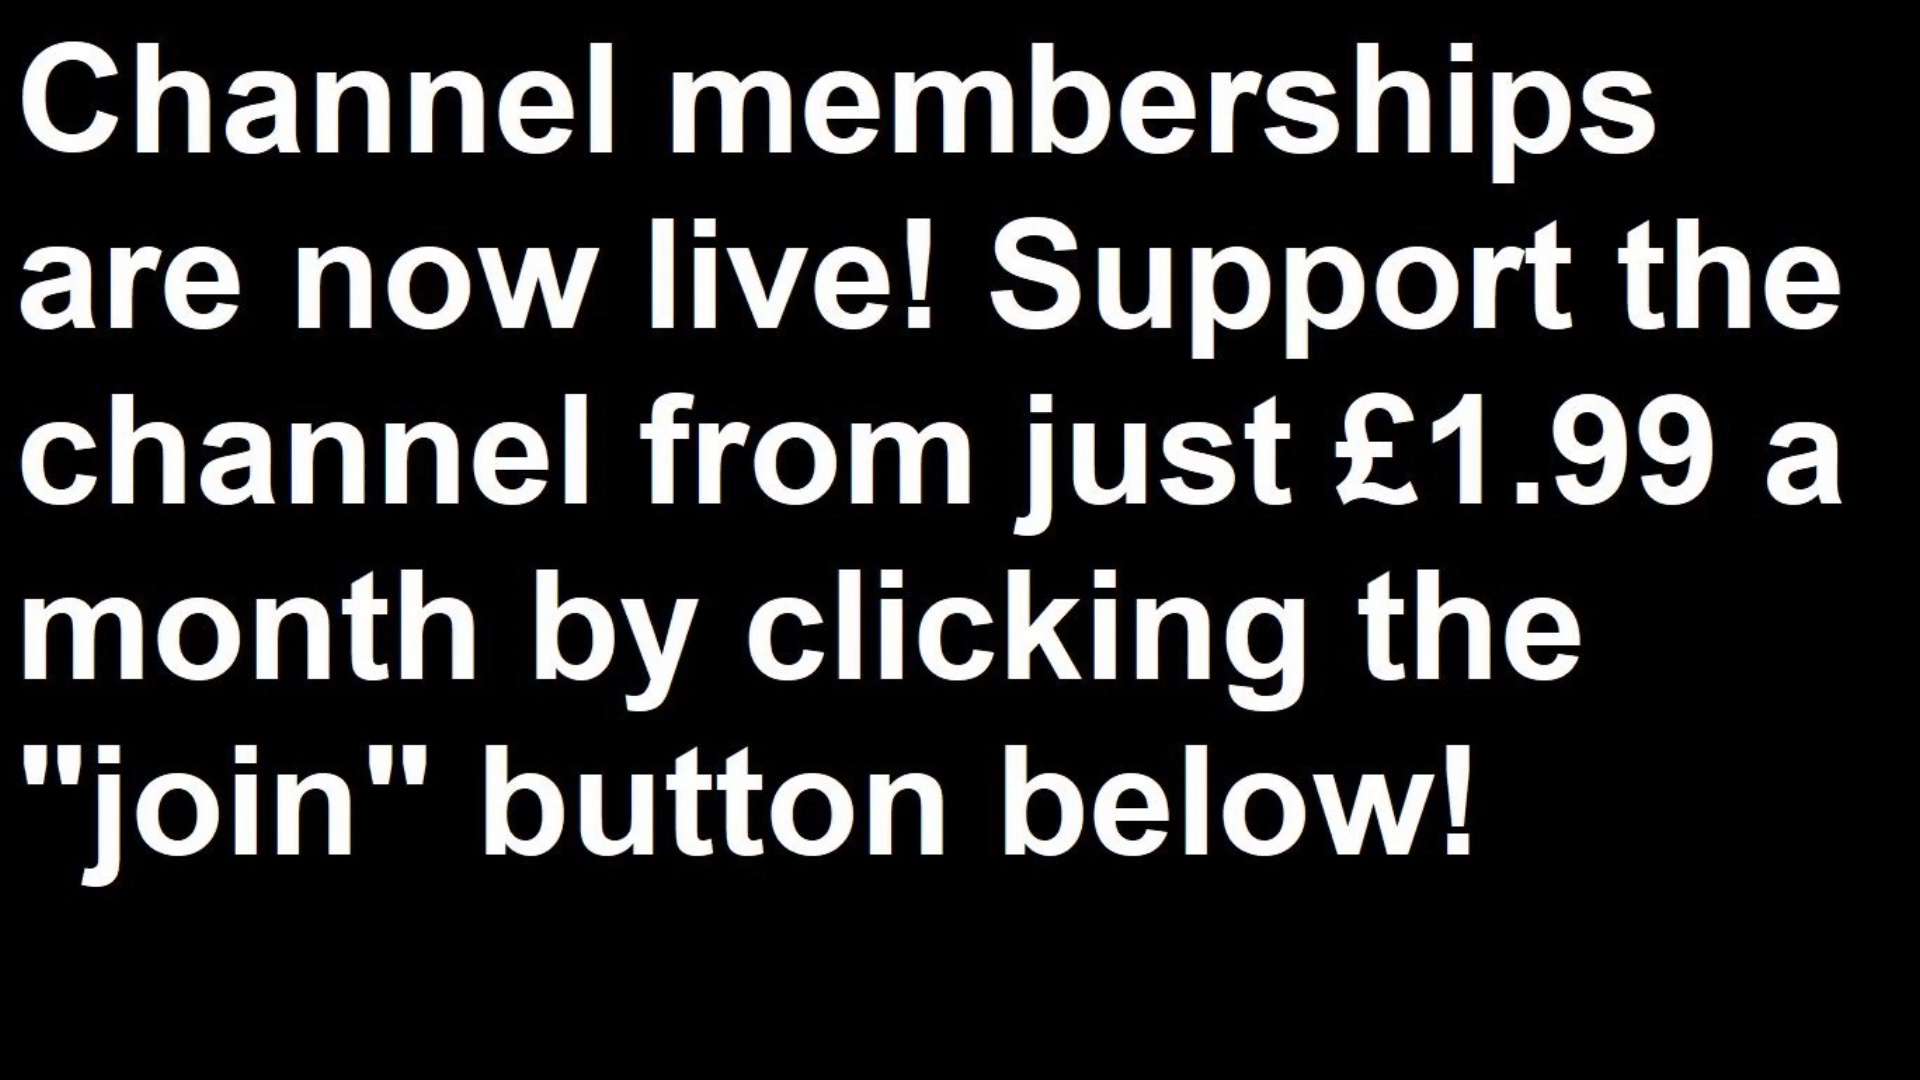 Channel memberships
are now live! Support the
channel from just £1.99 a
month by clicking the
"join" button below!